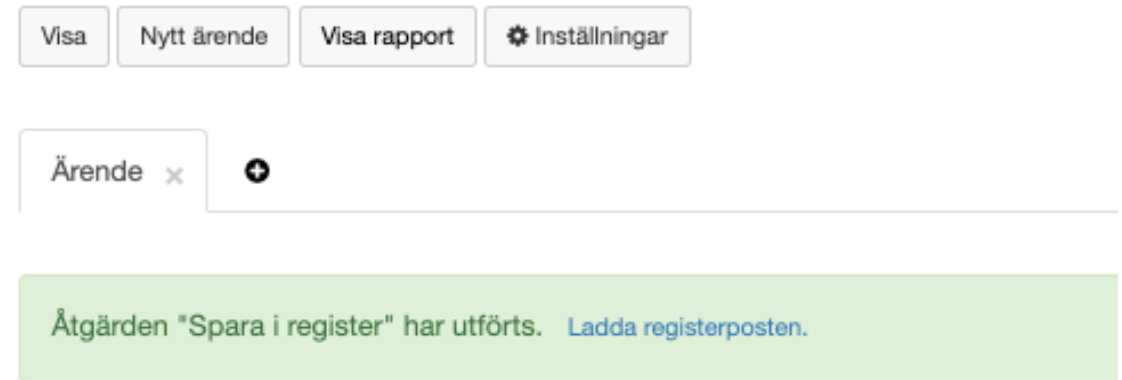 Visa Nytt ärende Visa rapport Inställningar
Ärende
Åtgärden "Spara i register" har utförts. Ladda registerposten.